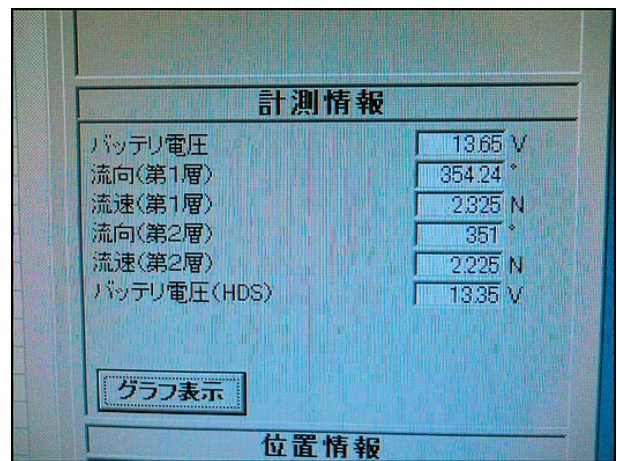 計測情報
バッテリ電圧 13.65 V
流向(第1層) 354.24 °
流速(第1層) 2.325 N
流向(第2層) 351 °
流速(第2層) 2.225 N
バッテリ電圧(HDS) 13.35 V
グラフ表示
位置情報